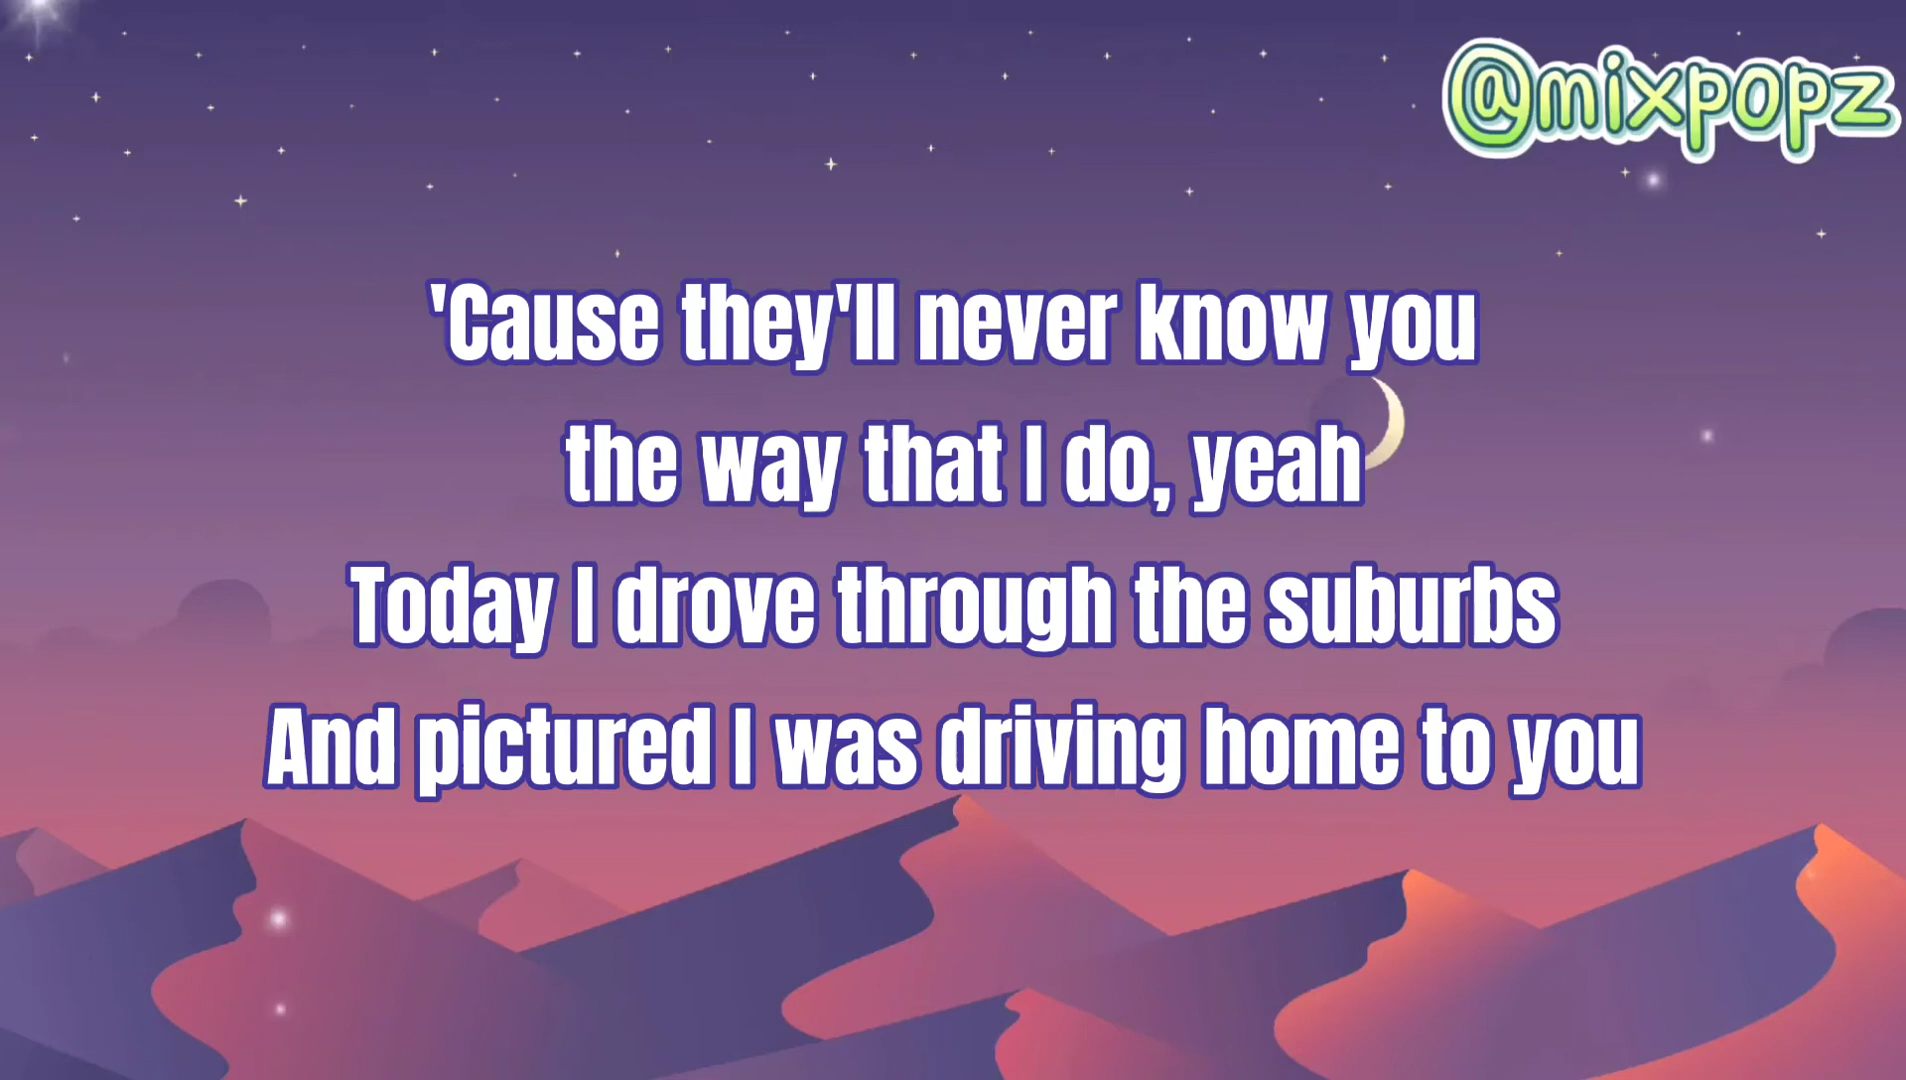 @mixpopz
'Cause they'll never know you
the way that I do, yeah
Today I drove through the suburbs
And pictured I was driving home to you